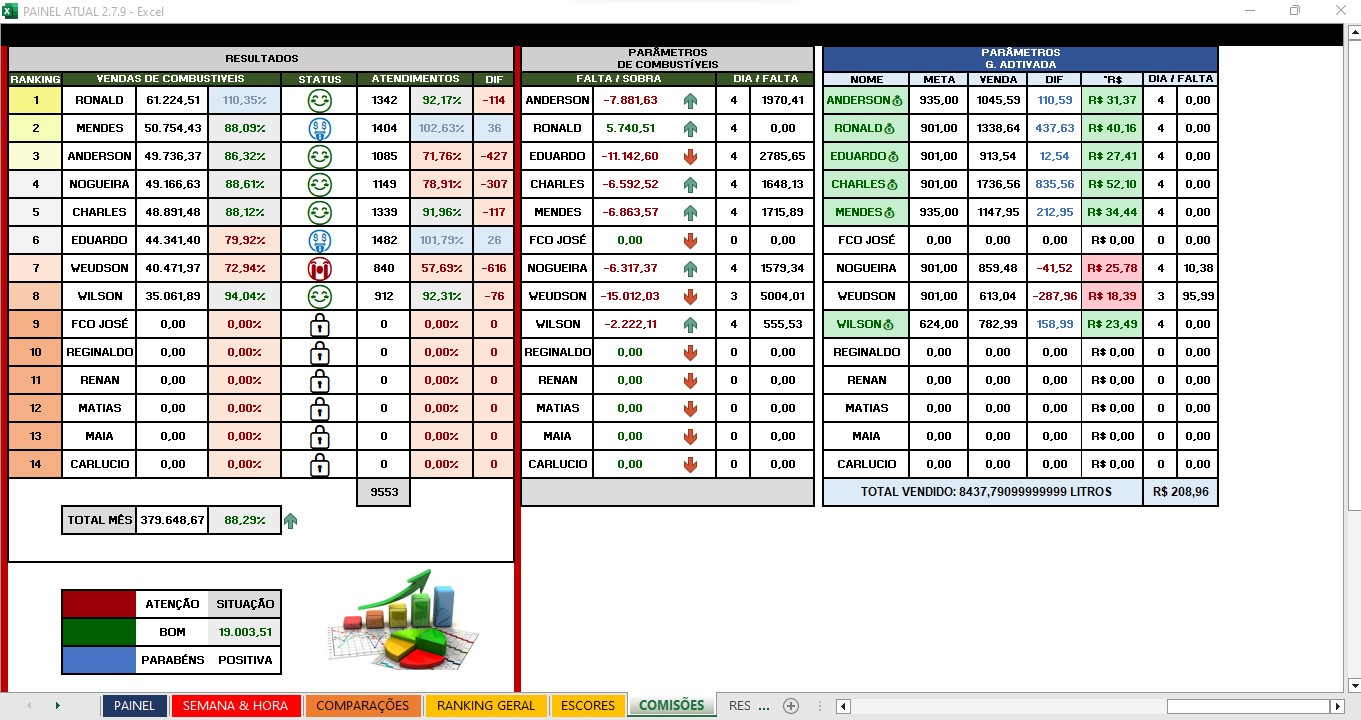 PAINEL ATUAL 2.7.9 - Excel
RESULTADOS
PARÂMETROS
DE COMBUSTÍVEIS
PARÂMETROS
G. ADTIVADA
RANKING VENDAS DE COMBUSTIVEIS STATUS ATENDIMENTOS DIF FALTA / SOBRA DIA / FALTA NOME META VENDA DIF "R$ DIA / FALTA
1 RONALD 61.224,51 110,35% 1342 92,17% -114 ANDERSON -7.881,63 4 1970,41 ANDERSON 935,00 1045,59 110,59 R$ 31,37 4 0,00
2 MENDES 50.754,43 88,09% 1404 102,63% 36 RONALD 5.740,51 4 0,00 RONALD 901,00 1338,64 437,63 R$ 40,16 4 0,00
3 ANDERSON 49.736,37 86,32% 1085 71,76% -427 EDUARDO -11.142,60 4 2785,65 EDUARDO 901,00 913,54 12,54 R$ 27,41 4 0,00
4 NOGUEIRA 49.166,63 88,61% 1149 78,91% -307 CHARLES -6.592,52 4 1648,13 CHARLES 901,00 1736,56 835,56 R$ 52,10 4 0,00
5 CHARLES 48.891,48 88,12% 1339 91,96% -117 MENDES -6.863,57 4 1715,89 MENDES 935,00 1147,95 212,95 R$ 34,44 4 0,00
6 EDUARDO 44.341,40 79,92% 1482 101,79% 26 FCO JOSÉ 0,00 0 0,00 FCO JOSÉ 0,00 0,00 0,00 R$ 0,00 0 0,00
7 WEUDSON 40.471,97 72,94% 840 57,69% -616 NOGUEIRA -6.317,37 4 1579,34 NOGUEIRA 901,00 859,48 -41,52 R$ 25,78 4 10,38
8 WILSON 35.061,89 94,04% 912 92,31% -76 WEUDSON -15.012,03 3 5004,01 WEUDSON 901,00 613,04 -287,96 R$ 18,39 3 95,99
9 FCO JOSÉ 0,00 0,00% 0 0,00% 0 WILSON -2.222,11 4 555,53 WILSON 624,00 782,99 158,99 R$ 23,49 4 0,00
10 REGINALDO 0,00 0,00% 0 0,00% 0 REGINALDO 0,00 0 0,00 REGINALDO 0,00 0,00 0,00 R$ 0,00 0 0,00
11 RENAN 0,00 0,00% 0 0,00% 0 RENAN 0,00 0 0,00 RENAN 0,00 0,00 0,00 R$ 0,00 0 0,00
12 MATIAS 0,00 0,00% 0 0,00% 0 MATIAS 0,00 0 0,00 MATIAS 0,00 0,00 0,00 R$ 0,00 0 0,00
13 MAIA 0,00 0,00% 0 0,00% 0 MAIA 0,00 0 0,00 MAIA 0,00 0,00 0,00 R$ 0,00 0 0,00
14 CARLUCIO 0,00 0,00% 0 0,00% 0 CARLUCIO 0,00 0 0,00 CARLUCIO 0,00 0,00 0,00 R$ 0,00 0 0,00
9553 TOTAL VENDIDO: 8437,79099999999 LITROS R$ 208,96
TOTAL MÊS 379.648,67 88,29%
ATENÇÃO SITUAÇÃO
BOM 19.003,51
PARABÉNS POSITIVA
PAINEL SEMANA & HORA COMPARAÇÕES RANKING GERAL ESCORES COMISÕES RES ...